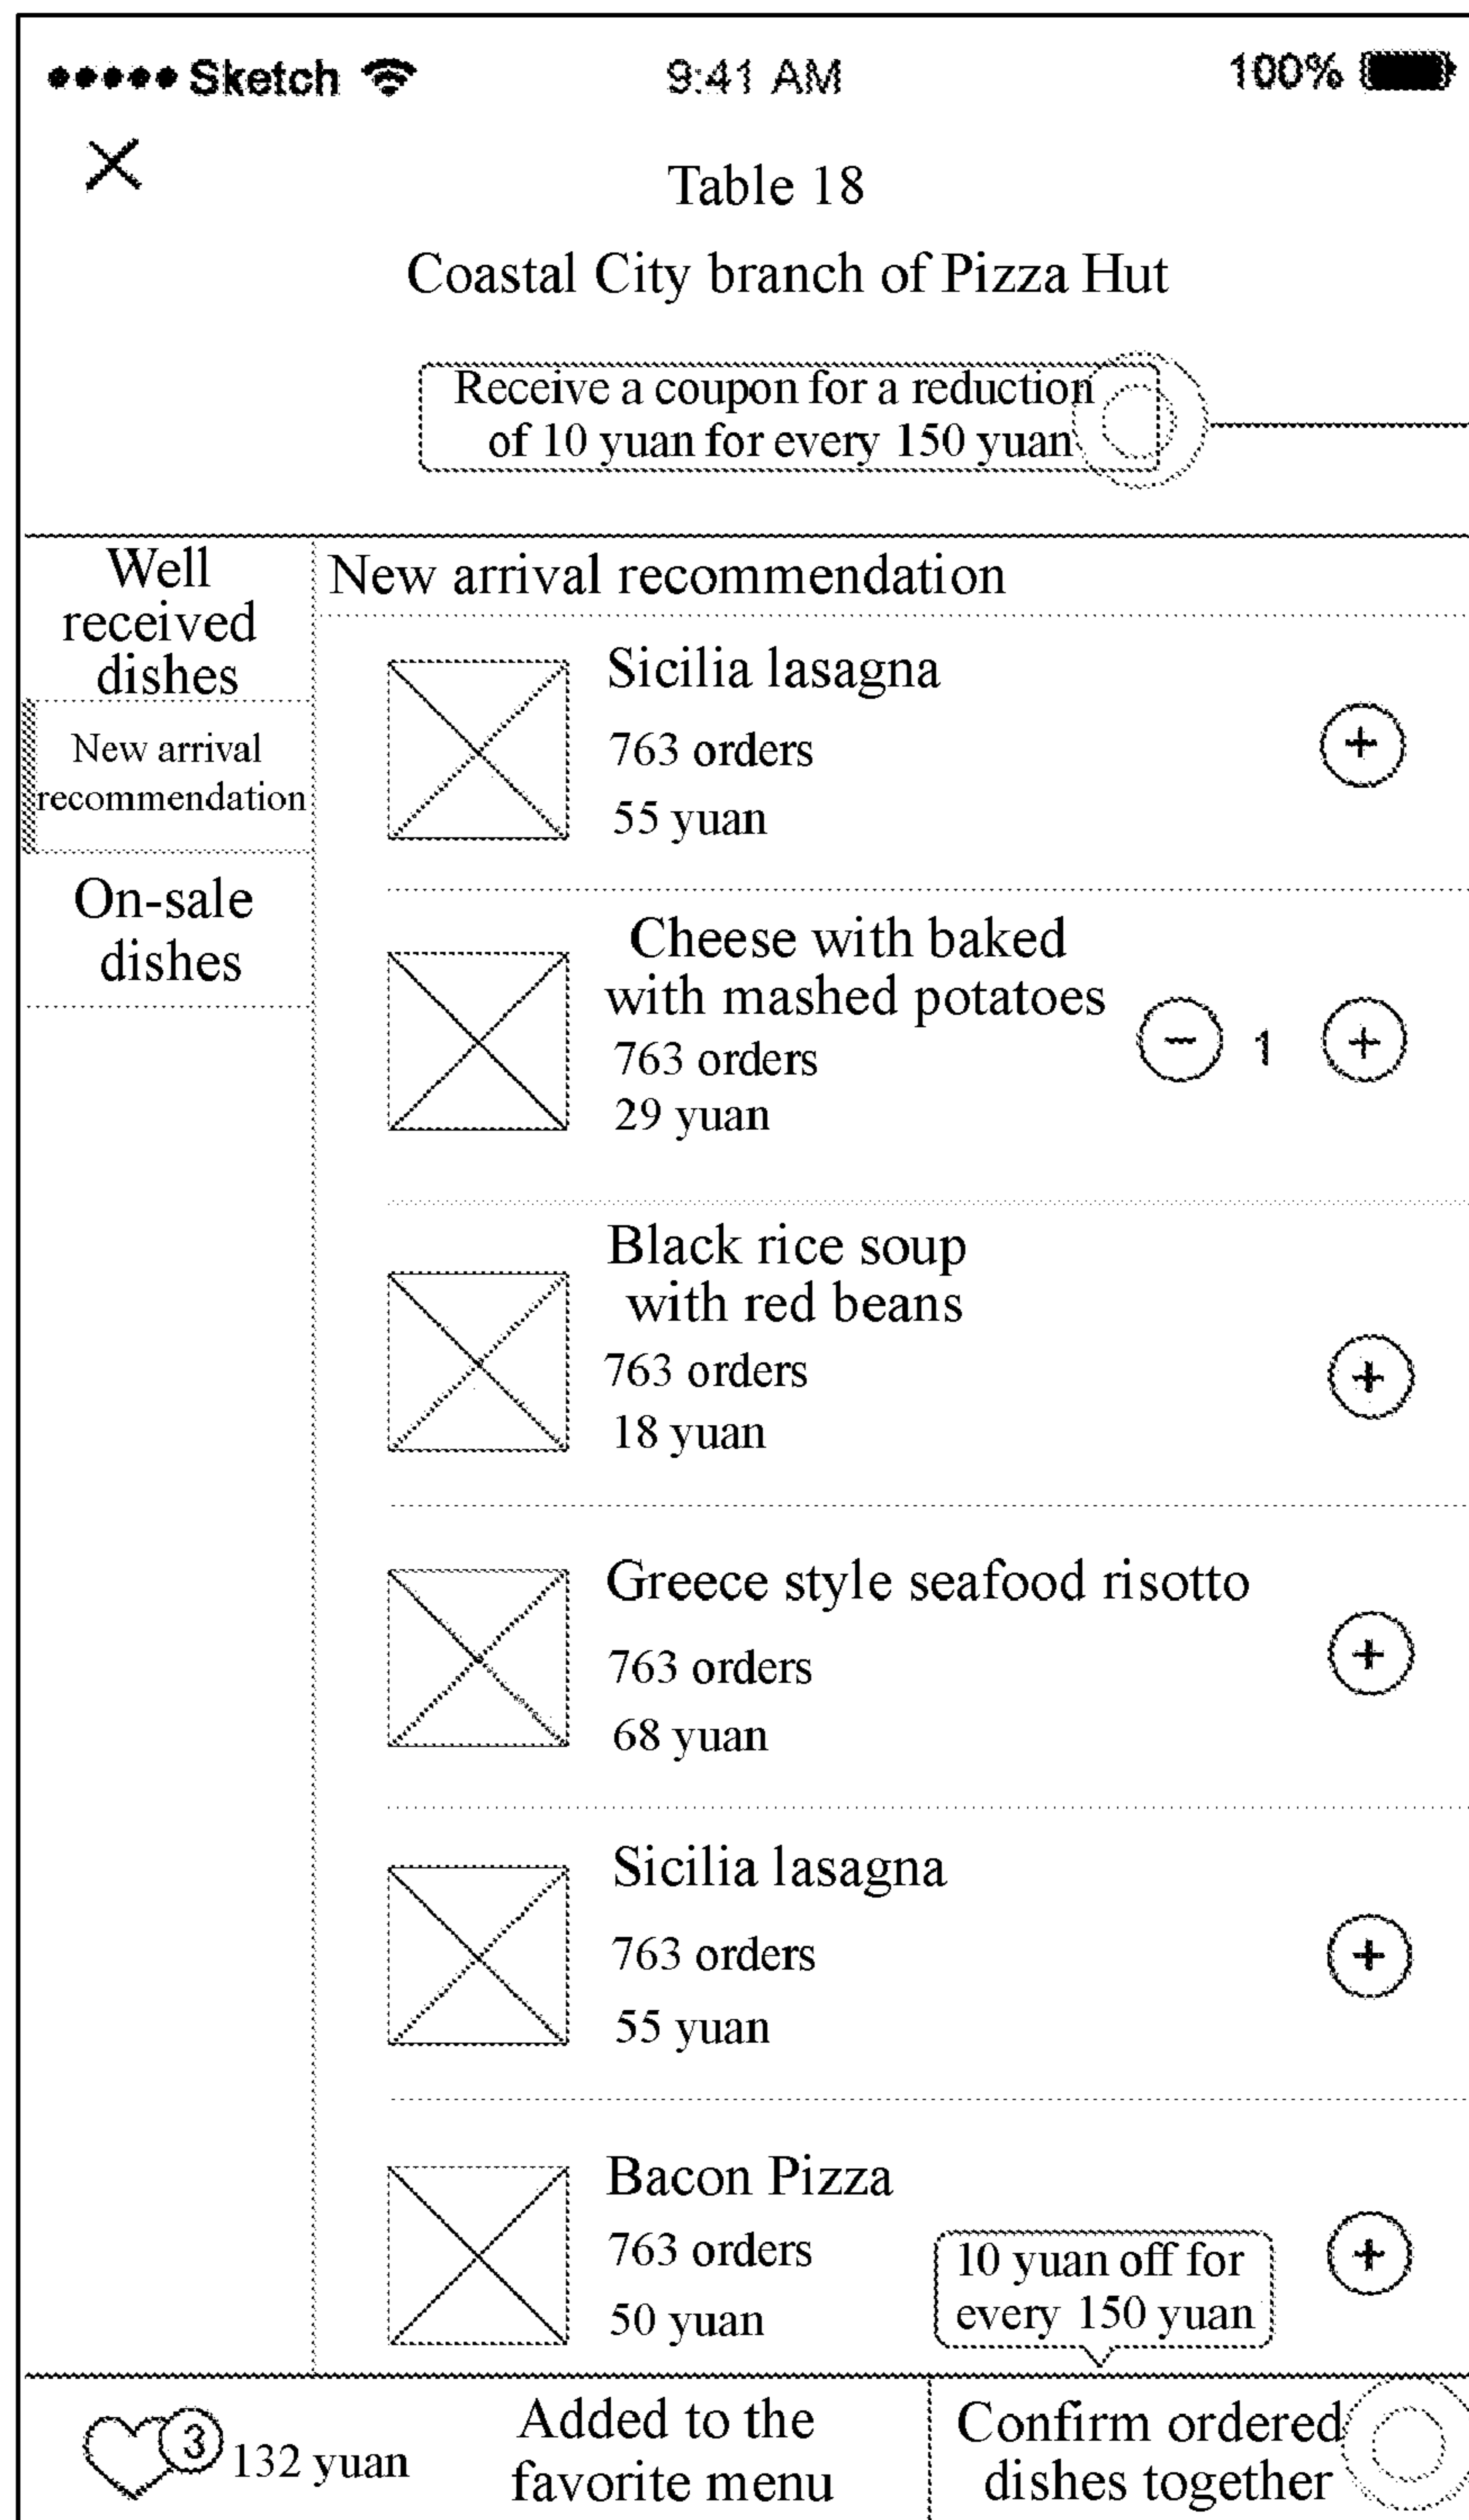 Sketch 9:41 AM 100%
Table 18
Coastal City branch of Pizza Hut
Receive a coupon for a reduction
of 10 yuan for every 150 yuan
Well
received
dishes
New arrival
recommendation
On-sale
dishes
New arrival recommendation
Sicilia lasagna
763 orders
55 yuan
+
Cheese with baked
with mashed potatoes
763 orders
29 yuan
− 1 +
Black rice soup
with red beans
763 orders
18 yuan
+
Greece style seafood risotto
763 orders
68 yuan
+
Sicilia lasagna
763 orders
55 yuan
+
Bacon Pizza
763 orders
50 yuan
+
10 yuan off for
every 150 yuan
3 132 yuan
Added to the
favorite menu
Confirm ordered
dishes together